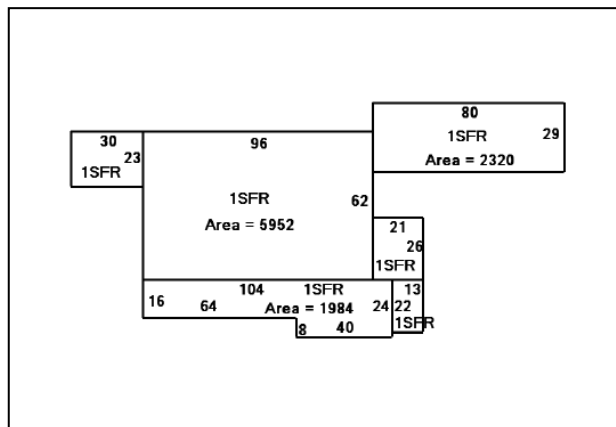 80
1SFR
29
Area = 2320
30
23
1SFR
96
1SFR
62
Area = 5952
21
26
1SFR
104
1SFR
13
16
64
Area = 1984
24
22
1SFR
8
40